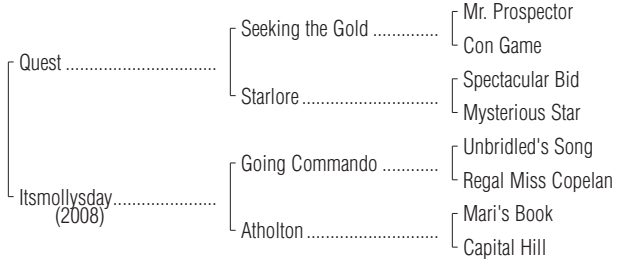 Mr. Prospector
Seeking the Gold ..............
Con Game
Quest ................................
Spectacular Bid
Starlore .............................
Mysterious Star
Unbridled's Song
Going Commando ............
Regal Miss Copelan
Itsmollysday......................
(2008)
Mari's Book
Atholton ............................
Capital Hill